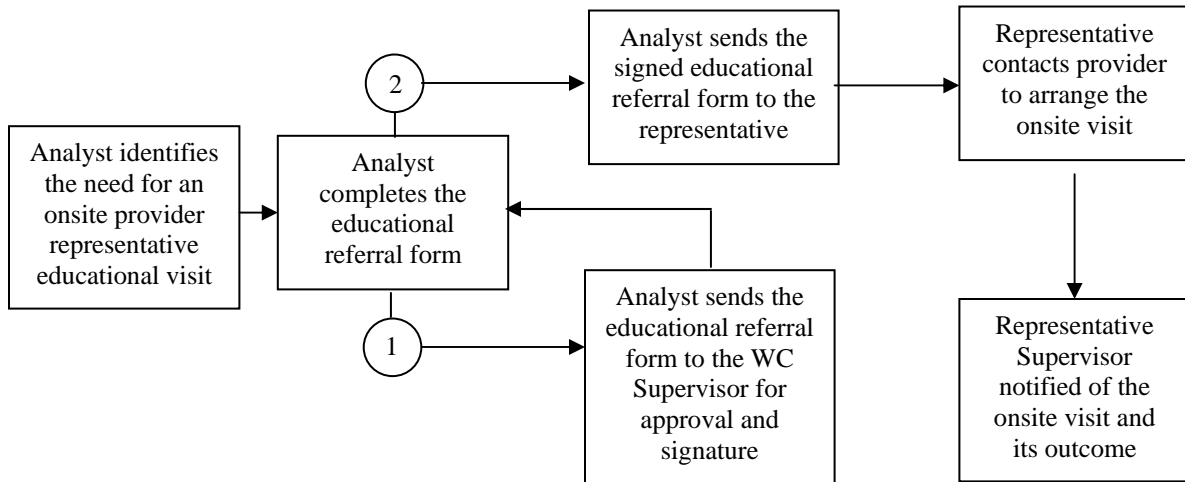 Analyst identifies
the need for an
onsite provider
representative
educational visit
Analyst
completes the
educational
referral form
1
Analyst sends the
educational referral
form to the WC
Supervisor for
approval and
signature
2
Analyst sends the
signed educational
referral form to the
representative
Representative
contacts provider
to arrange the
onsite visit
Representative
Supervisor
notified of the
onsite visit and
its outcome